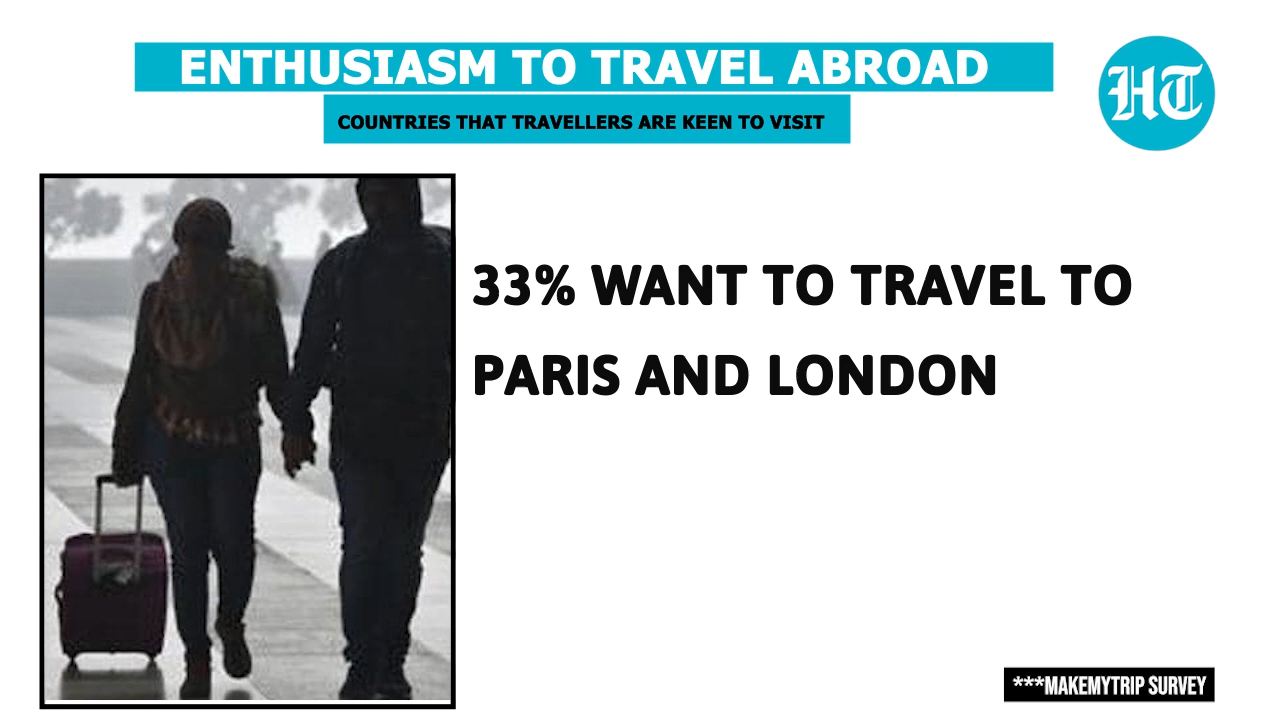 ENTHUSIASM TO TRAVEL ABROAD
HT
COUNTRIES THAT TRAVELLERS ARE KEEN TO VISIT
33% WANT TO TRAVEL TO
PARIS AND LONDON
***MAKEMYTRIP SURVEY